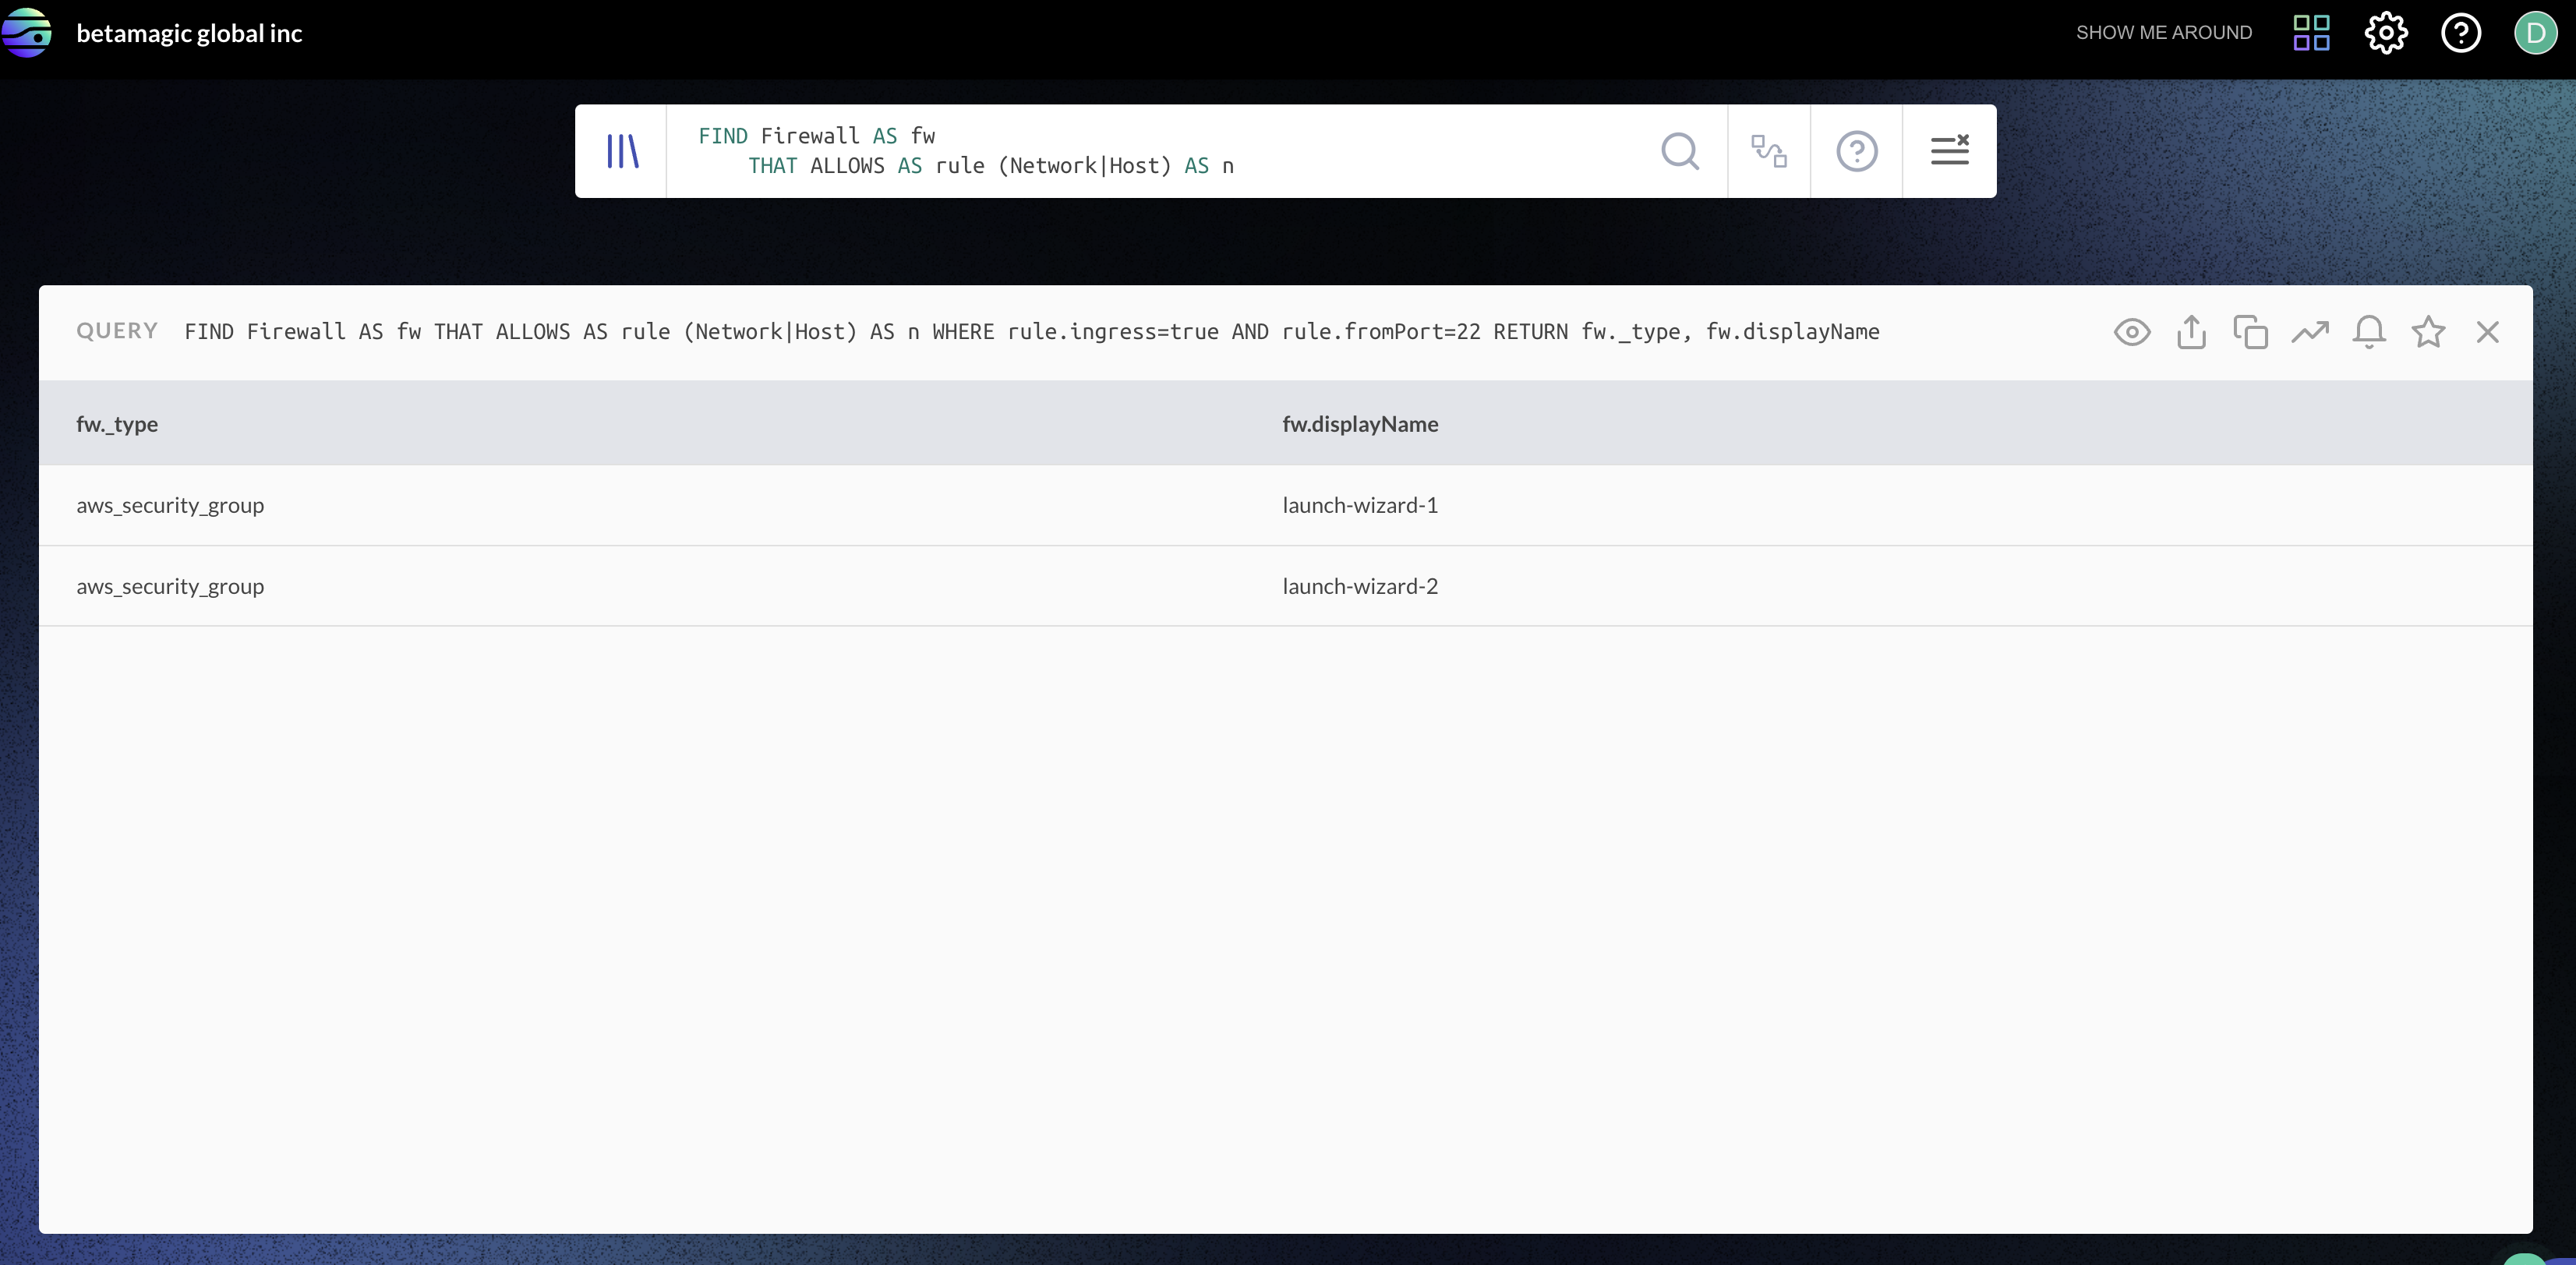 betamagic global inc
SHOW ME AROUND
D
FIND Firewall AS fw
THAT ALLOWS AS rule (Network|Host) AS n
QUERY FIND Firewall AS fw THAT ALLOWS AS rule (Network|Host) AS n WHERE rule.ingress=true AND rule.fromPort=22 RETURN fw._type, fw.displayName
fw._type fw.displayName
aws_security_group launch-wizard-1
aws_security_group launch-wizard-2